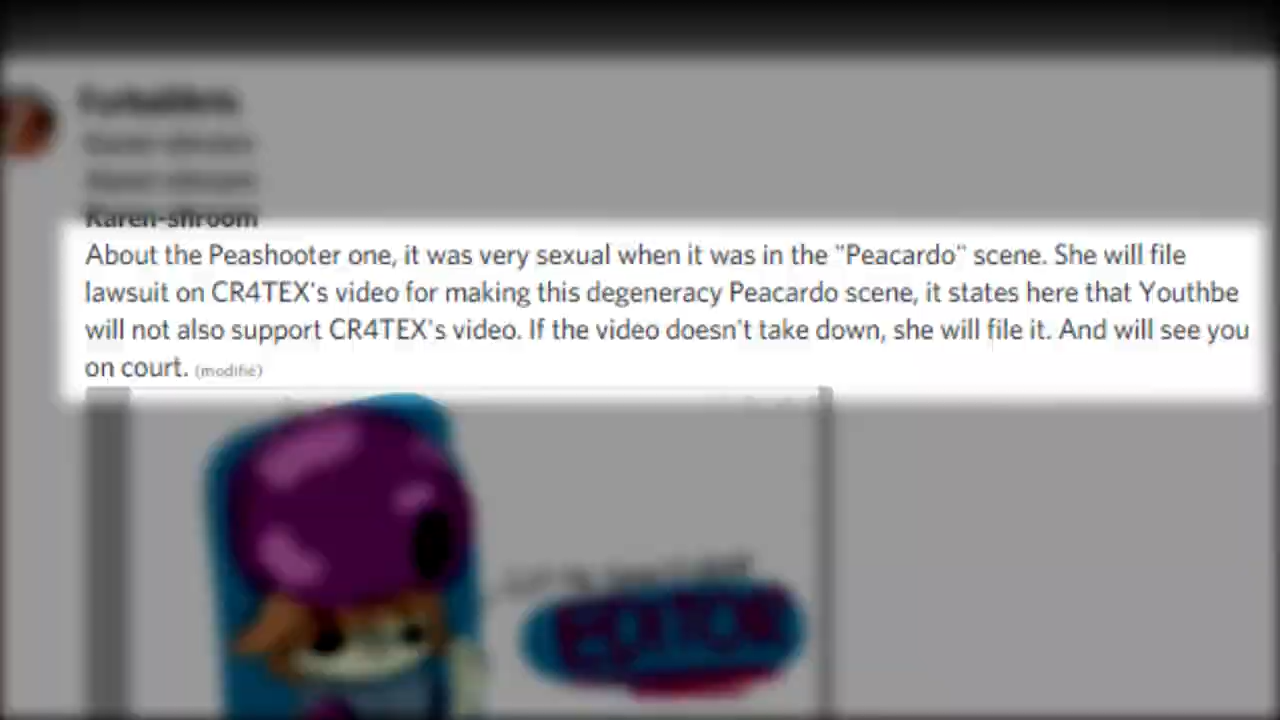 Karen-shroom
About the Peashooter one, it was very sexual when it was in the "Peacardo" scene. She will file
lawsuit on CR4TEX's video for making this degeneracy Peacardo scene, it states here that Youthbe
will not also support CR4TEX's video. If the video doesn't take down, she will file it. And will see you
on court. (modifié)